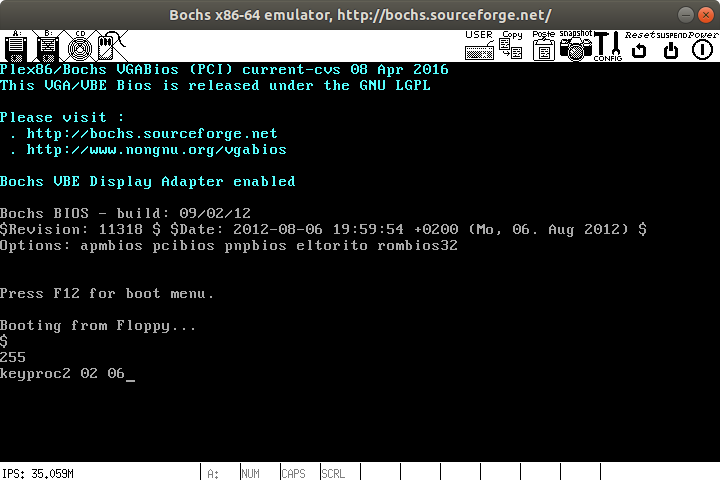 Bochs x86-64 emulator, http://bochs.sourceforge.net/
A: B: CD USER Copy Paste Snapshot CONFIG Reset SUSPEND Power
Plex86/Bochs VGABios (PCI) current-cvs 08 Apr 2016
This VGA/VBE Bios is released under the GNU LGPL
Please visit :
. http://bochs.sourceforge.net
. http://www.nongnu.org/vgabios
Bochs VBE Display Adapter enabled
Bochs BIOS - build: 09/02/12
$Revision: 11318 $ $Date: 2012-08-06 19:59:54 +0200 (Mo, 06. Aug 2012) $
Options: apmbios pcibios pnpbios eltorito rombios32
Press F12 for boot menu.
Booting from Floppy...
$
255
keyproc2 02 06_
IPS: 35.059M A: NUM CAPS SCRL